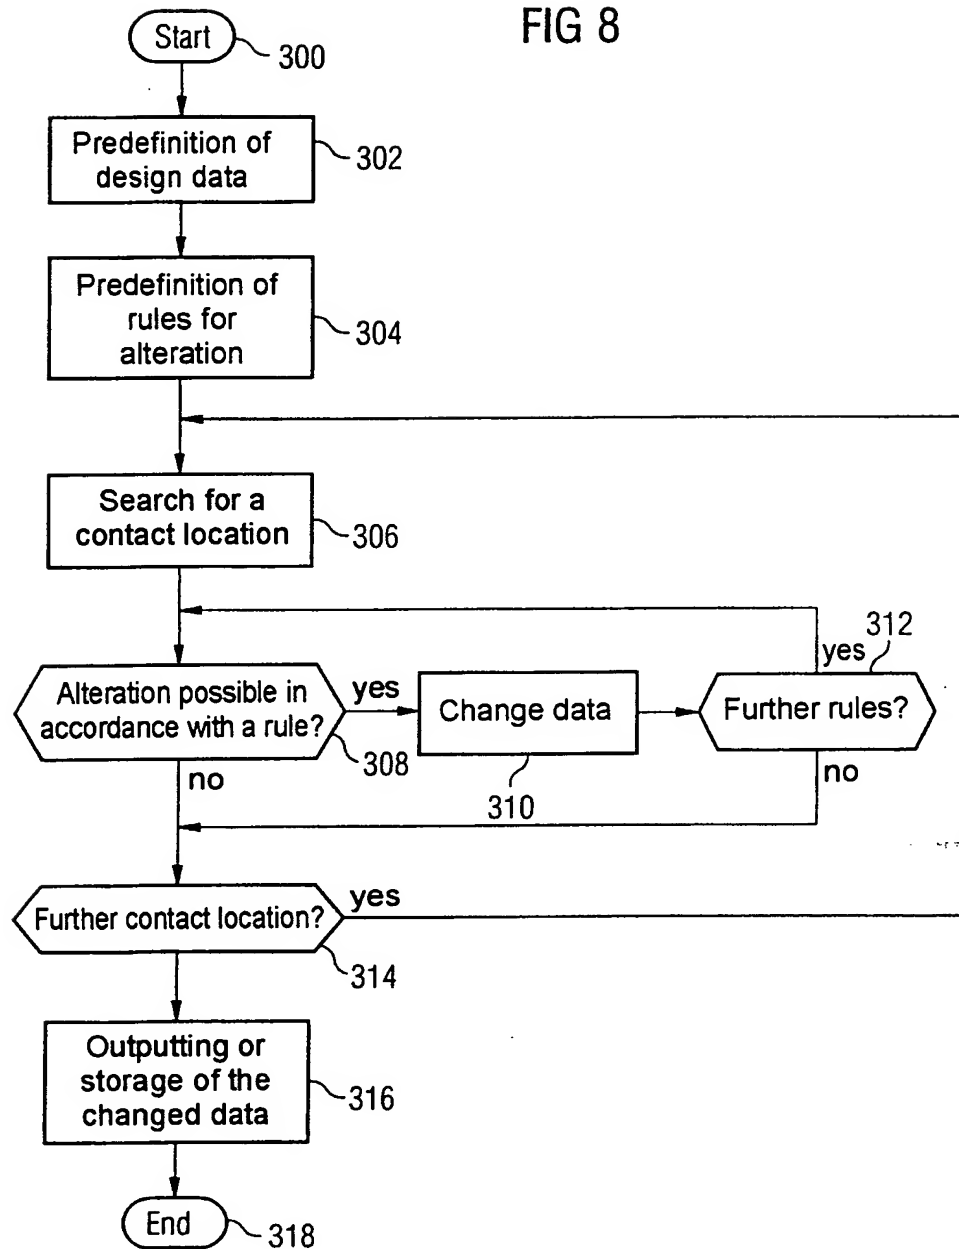 FIG 8
Start
300
Predefinition of
design data
302
Predefinition of
rules for
alteration
304
Search for a
contact location
306
Alteration possible in
accordance with a rule?
308
yes
no
Change data
310
Further rules?
312
yes
no
Further contact location?
314
yes
Outputting or
storage of the
changed data
316
End
318